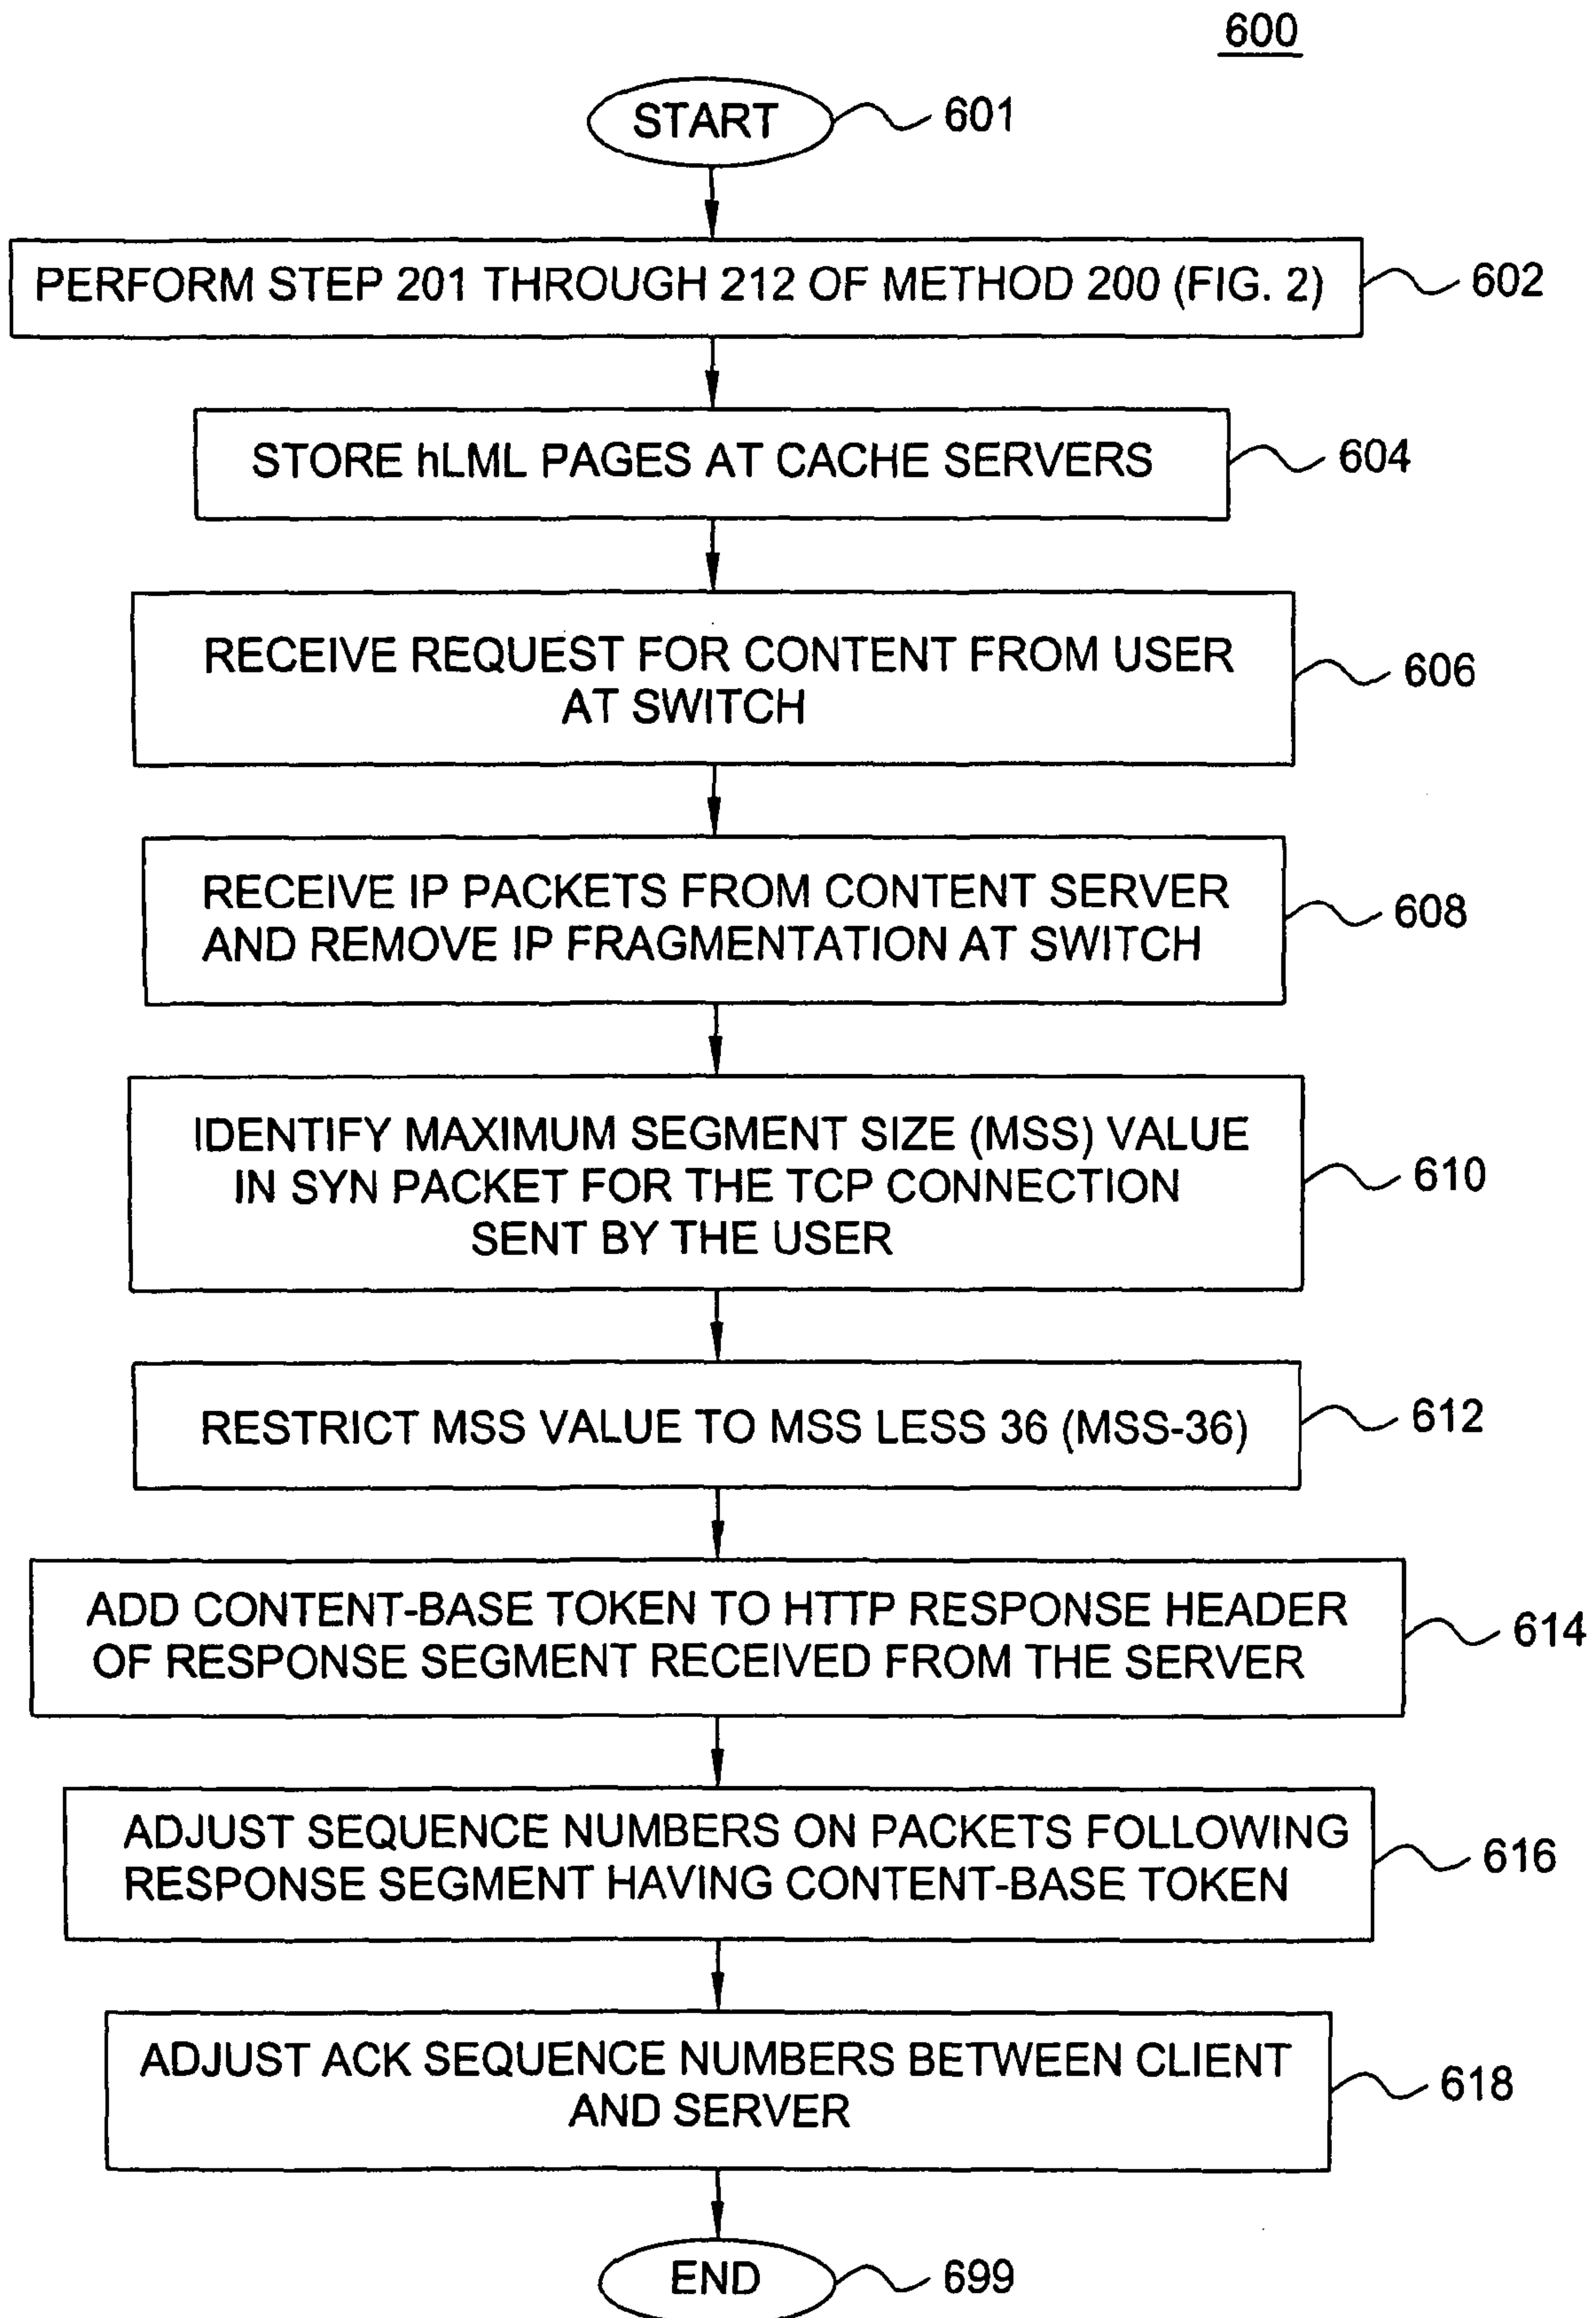 600
START
601
PERFORM STEP 201 THROUGH 212 OF METHOD 200 (FIG. 2)
602
STORE hLML PAGES AT CACHE SERVERS
604
RECEIVE REQUEST FOR CONTENT FROM USER
AT SWITCH
606
RECEIVE IP PACKETS FROM CONTENT SERVER
AND REMOVE IP FRAGMENTATION AT SWITCH
608
IDENTIFY MAXIMUM SEGMENT SIZE (MSS) VALUE
IN SYN PACKET FOR THE TCP CONNECTION
SENT BY THE USER
610
RESTRICT MSS VALUE TO MSS LESS 36 (MSS-36)
612
ADD CONTENT-BASE TOKEN TO HTTP RESPONSE HEADER
OF RESPONSE SEGMENT RECEIVED FROM THE SERVER
614
ADJUST SEQUENCE NUMBERS ON PACKETS FOLLOWING
RESPONSE SEGMENT HAVING CONTENT-BASE TOKEN
616
ADJUST ACK SEQUENCE NUMBERS BETWEEN CLIENT
AND SERVER
618
END
699